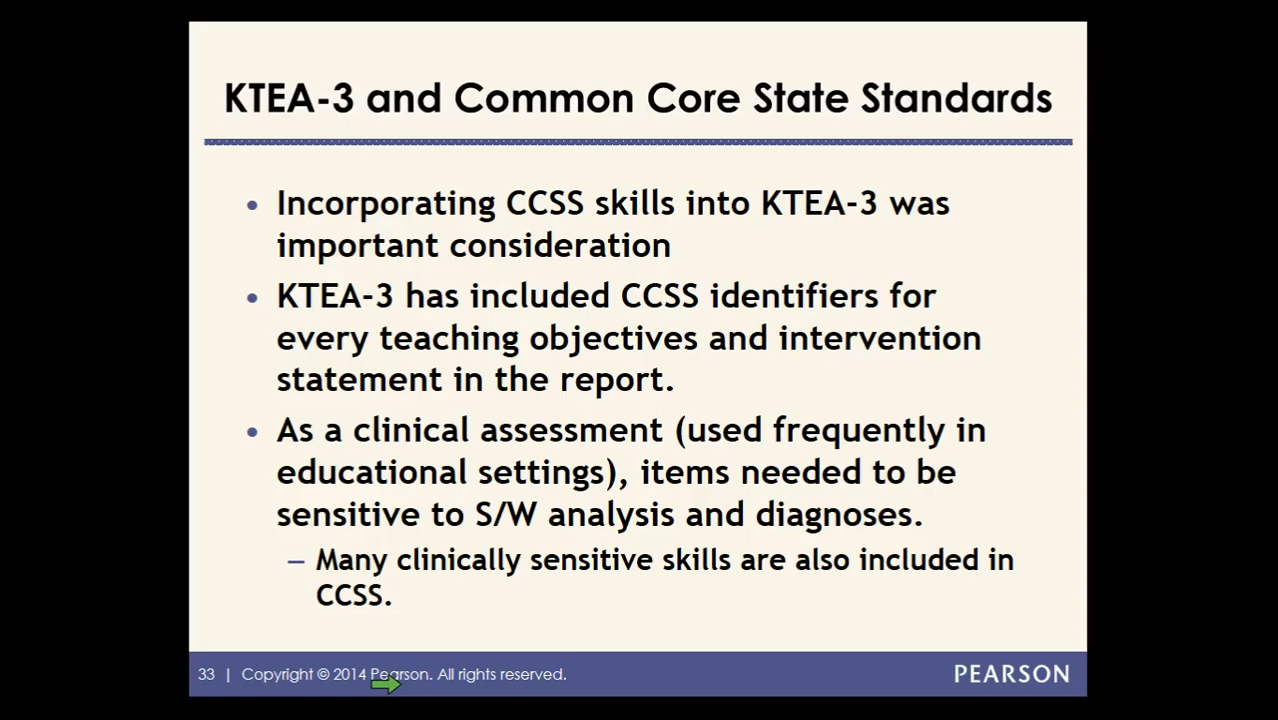 KTEA-3 and Common Core State Standards
• Incorporating CCSS skills into KTEA-3 was
important consideration
• KTEA-3 has included CCSS identifiers for
every teaching objectives and intervention
statement in the report.
• As a clinical assessment (used frequently in
educational settings), items needed to be
sensitive to S/W analysis and diagnoses.
– Many clinically sensitive skills are also included in
CCSS.
33 | Copyright © 2014 Pearson. All rights reserved.
PEARSON